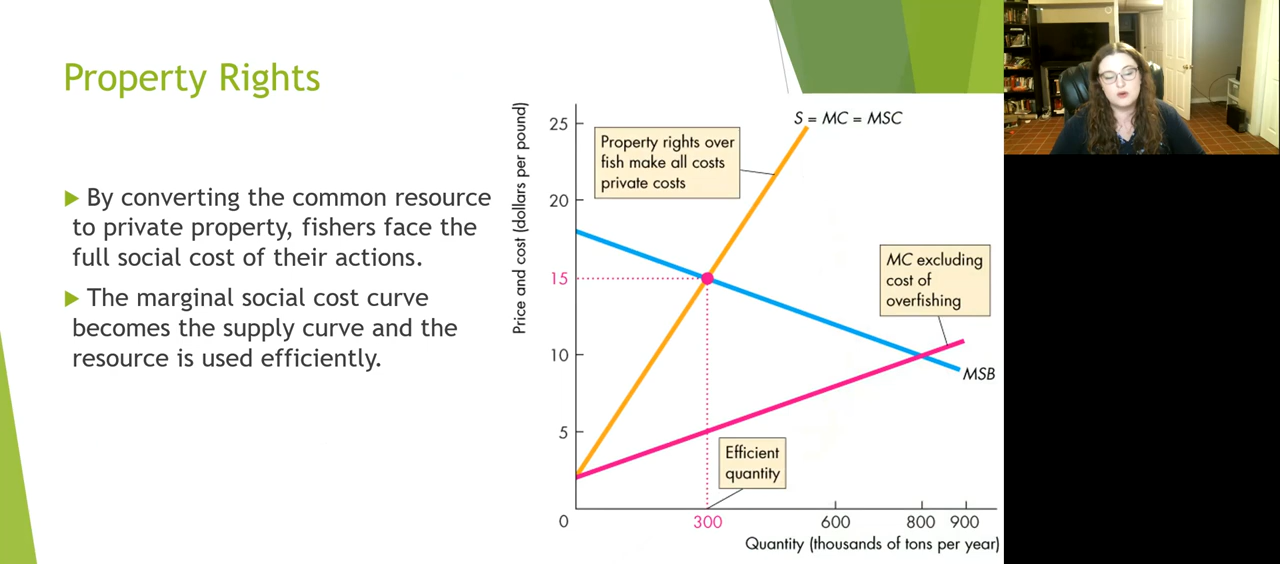 Property Rights
By converting the common resource
to private property, fishers face the
full social cost of their actions.
The marginal social cost curve
becomes the supply curve and the
resource is used efficiently.
Price and cost (dollars per pound)
25
20
15
10
5
0
S = MC = MSC
Property rights over
fish make all costs
private costs
MC excluding
cost of
overfishing
MSB
Efficient
quantity
300
600
800
900
Quantity (thousands of tons per year)